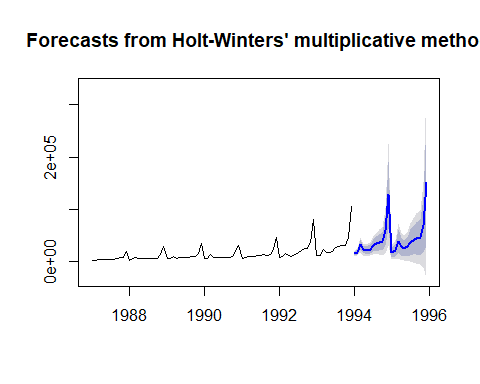 Forecasts from Holt-Winters' multiplicative metho
2e+05
0e+00
1988 1990 1992 1994 1996